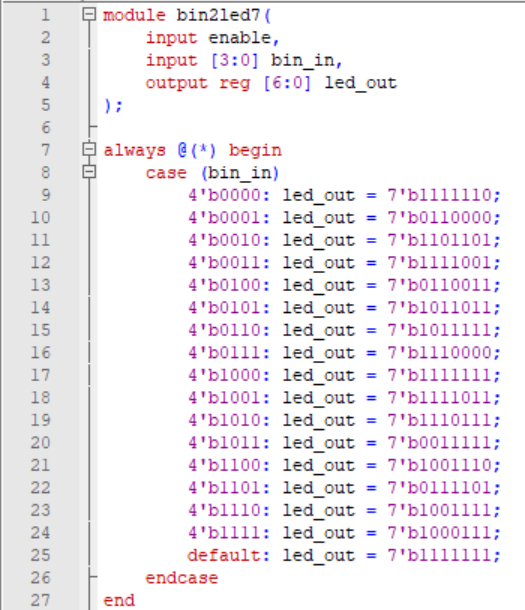 1 module bin2led7(
2 input enable,
3 input [3:0] bin_in,
4 output reg [6:0] led_out
5 );
6
7 always @(*) begin
8 case (bin_in)
9 4'b0000: led_out = 7'b1111110;
10 4'b0001: led_out = 7'b0110000;
11 4'b0010: led_out = 7'b1101101;
12 4'b0011: led_out = 7'b1111001;
13 4'b0100: led_out = 7'b0110011;
14 4'b0101: led_out = 7'b1011011;
15 4'b0110: led_out = 7'b1011111;
16 4'b0111: led_out = 7'b1110000;
17 4'b1000: led_out = 7'b1111111;
18 4'b1001: led_out = 7'b1111011;
19 4'b1010: led_out = 7'b1110111;
20 4'b1011: led_out = 7'b0011111;
21 4'b1100: led_out = 7'b1001110;
22 4'b1101: led_out = 7'b0111101;
23 4'b1110: led_out = 7'b1001111;
24 4'b1111: led_out = 7'b1000111;
25 default: led_out = 7'b1111111;
26 endcase
27 end